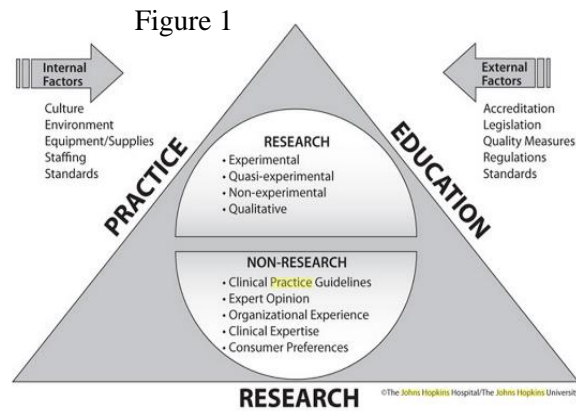 Figure 1
Internal
Factors
Culture
Environment
Equipment/Supplies
Staffing
Standards
External
Factors
Accreditation
Legislation
Quality Measures
Regulations
Standards
PRACTICE
EDUCATION
RESEARCH
• Experimental
• Quasi-experimental
• Non-experimental
• Qualitative
NON-RESEARCH
• Clinical Practice Guidelines
• Expert Opinion
• Organizational Experience
• Clinical Expertise
• Consumer Preferences
RESEARCH
©The Johns Hopkins Hospital/The Johns Hopkins Universit